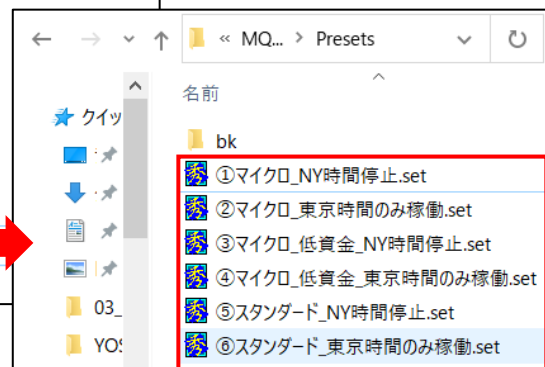 « MQ... > Presets
名前
クイッ
bk
①マイクロ_NY時間停止.set
②マイクロ_東京時間のみ稼働.set
③マイクロ_低資金_NY時間停止.set
④マイクロ_低資金_東京時間のみ稼働.set
03_
⑤スタンダード_NY時間停止.set
YOS
⑥スタンダード_東京時間のみ稼働.set